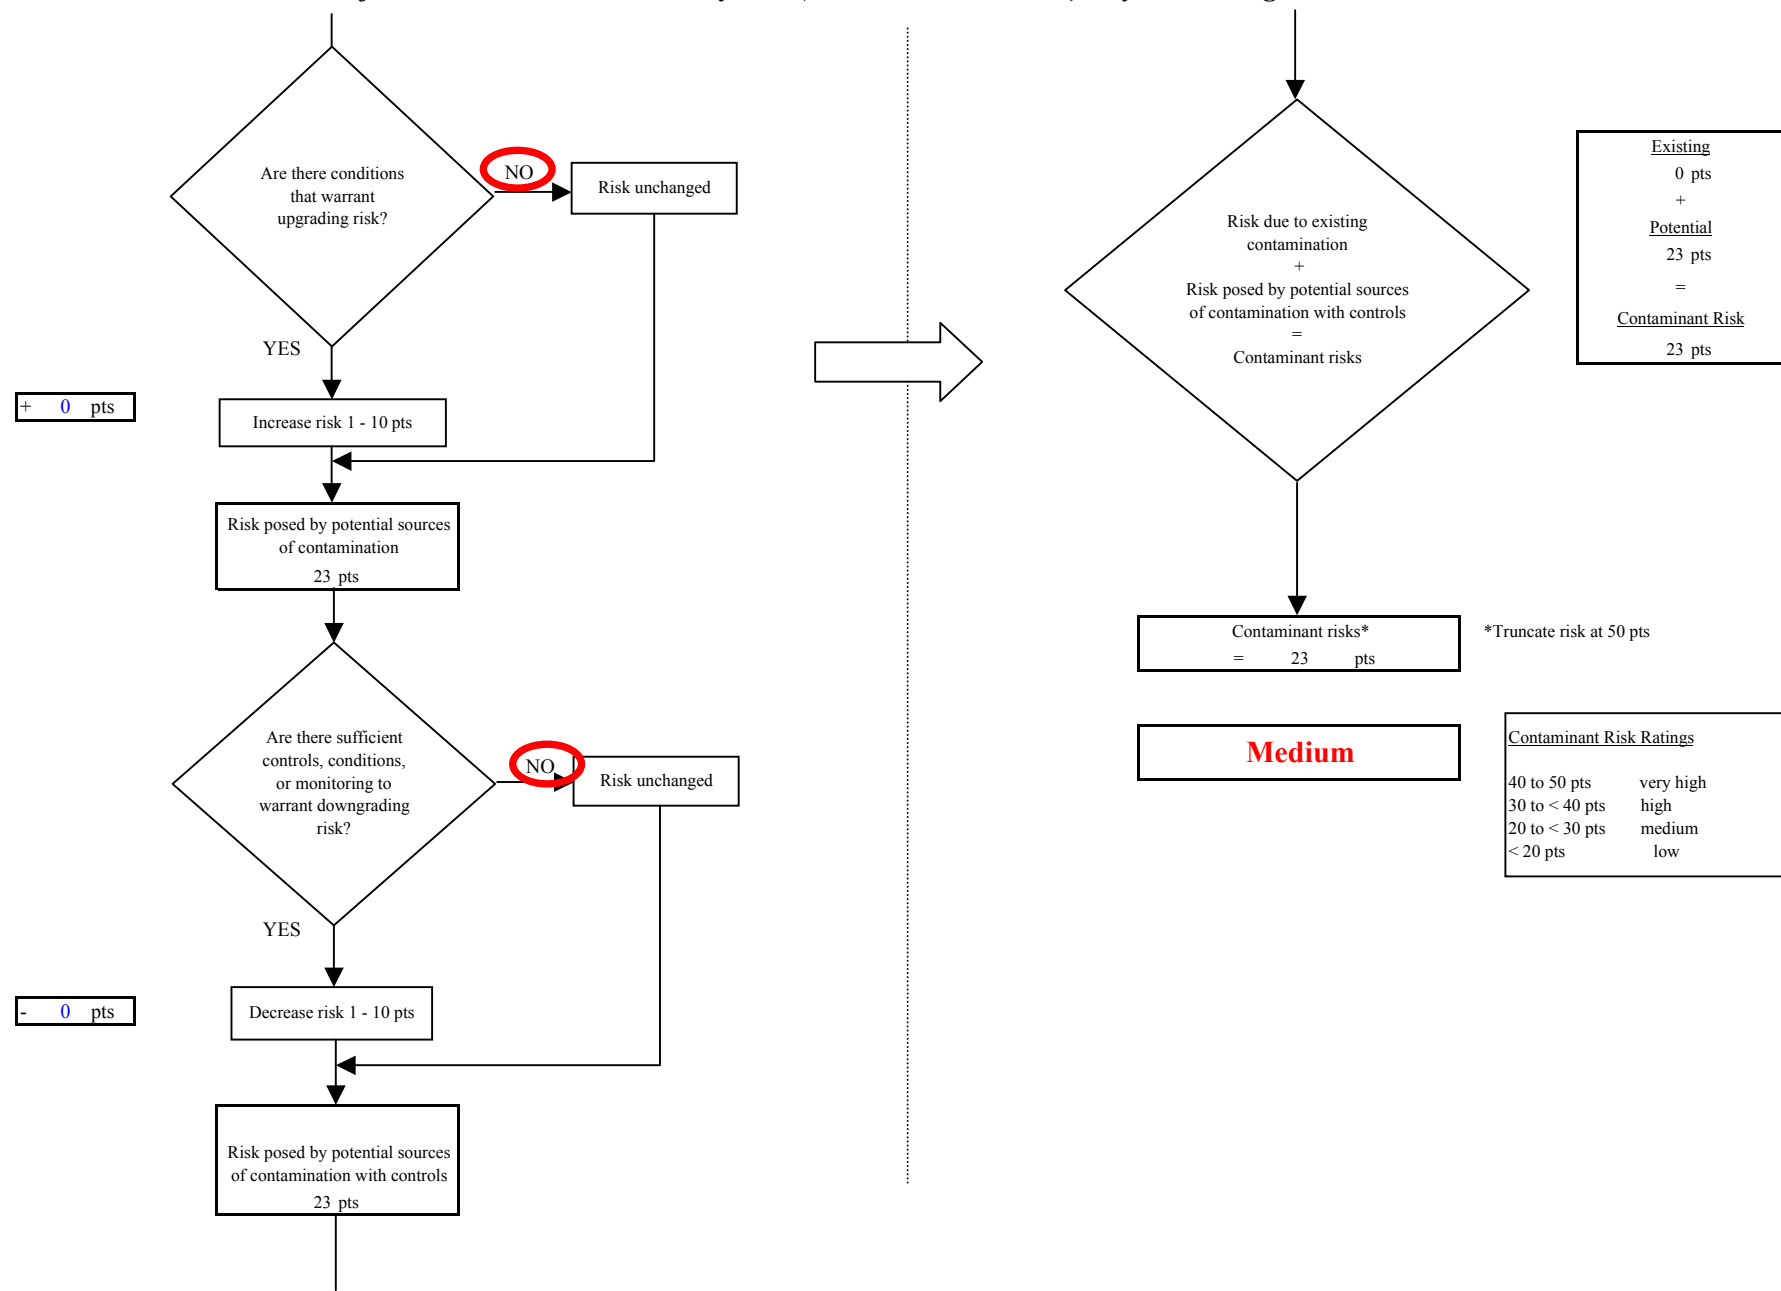 Are there conditions
that warrant
upgrading risk?
NO
Risk unchanged
YES
+ 0 pts
Increase risk 1 - 10 pts
Risk posed by potential sources
of contamination
23 pts
Are there sufficient
controls, conditions,
or monitoring to
warrant downgrading
risk?
NO
Risk unchanged
YES
- 0 pts
Decrease risk 1 - 10 pts
Risk posed by potential sources
of contamination with controls
23 pts
Risk due to existing
contamination
+
Risk posed by potential sources
of contamination with controls
=
Contaminant risks
Existing
0 pts
+
Potential
23 pts
=
Contaminant Risk
23 pts
Contaminant risks*
= 23 pts
*Truncate risk at 50 pts
Medium
Contaminant Risk Ratings
40 to 50 pts very high
30 to < 40 pts high
20 to < 30 pts medium
< 20 pts low